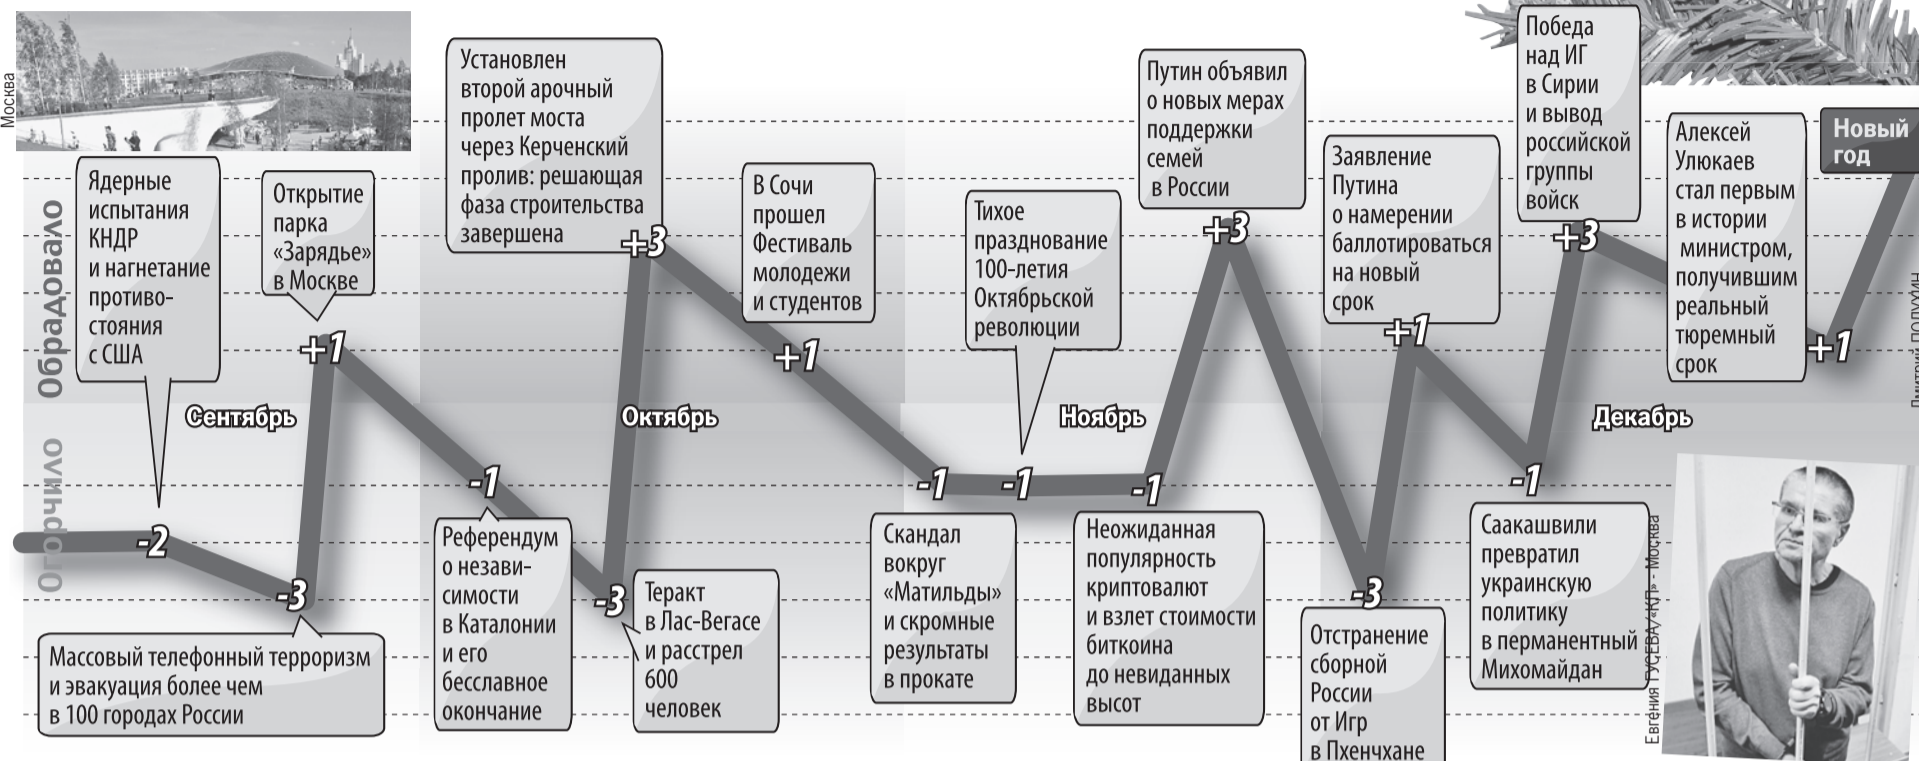 Москва
Обрадовало
Огорчило
Ядерные
испытания
КНДР
и нагнетание
противо-
стояния
с США
-2
Сентябрь
Массовый телефонный терроризм
и эвакуация более чем
в 100 городах России
-3
Открытие
парка
«Зарядье»
в Москве
+1
Референдум
о незави-
симости
в Каталонии
и его
бесславное
окончание
-1
Теракт
в Лас-Вегасе
и расстрел
600
человек
-3
Установлен
второй арочный
пролет моста
через Керченский
пролив: решающая
фаза строительства
завершена
+3
Октябрь
В Сочи
прошел
Фестиваль
молодежи
и студентов
+1
Скандал
вокруг
«Матильды»
и скромные
результаты
в прокате
-1
Тихое
празднование
100-летия
Октябрьской
революции
-1
Ноябрь
Неожиданная
популярность
криптовалют
и взлет стоимости
биткоина
до невиданных
высот
-1
Путин объявил
о новых мерах
поддержки
семей
в России
+3
Отстранение
сборной
России
от Игр
в Пхенчхане
-3
Заявление
Путина
о намерении
баллотироваться
на новый
срок
+1
Саакашвили
превратил
украинскую
политику
в перманентный
Михомайдан
-1
Победа
над ИГ
в Сирии
и вывод
российской
группы
войск
+3
Декабрь
Алексей
Улюкаев
стал первым
в истории
министром,
получившим
реальный
тюремный
срок
+1
Новый
год
Дмитрий ПОЛУХИН
Евгения ГУСЕВА/«КП» - Москва